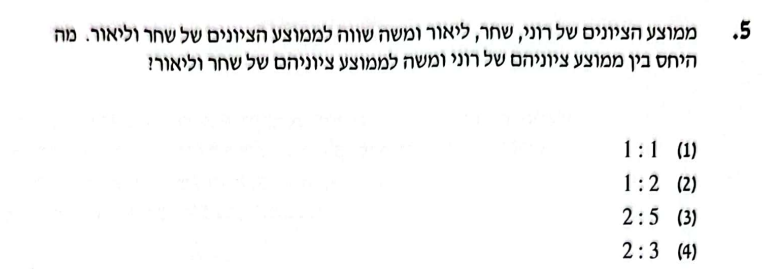 5. ממוצע הציונים של רוני, שחר, ליאור ומשה שווה לממוצע הציונים של שחר וליאור. מה
היחס בין ממוצע ציוניהם של רוני ומשה לממוצע ציוניהם של שחר וליאור?
(1) 1 : 1
(2) 1 : 2
(3) 2 : 5
(4) 2 : 3